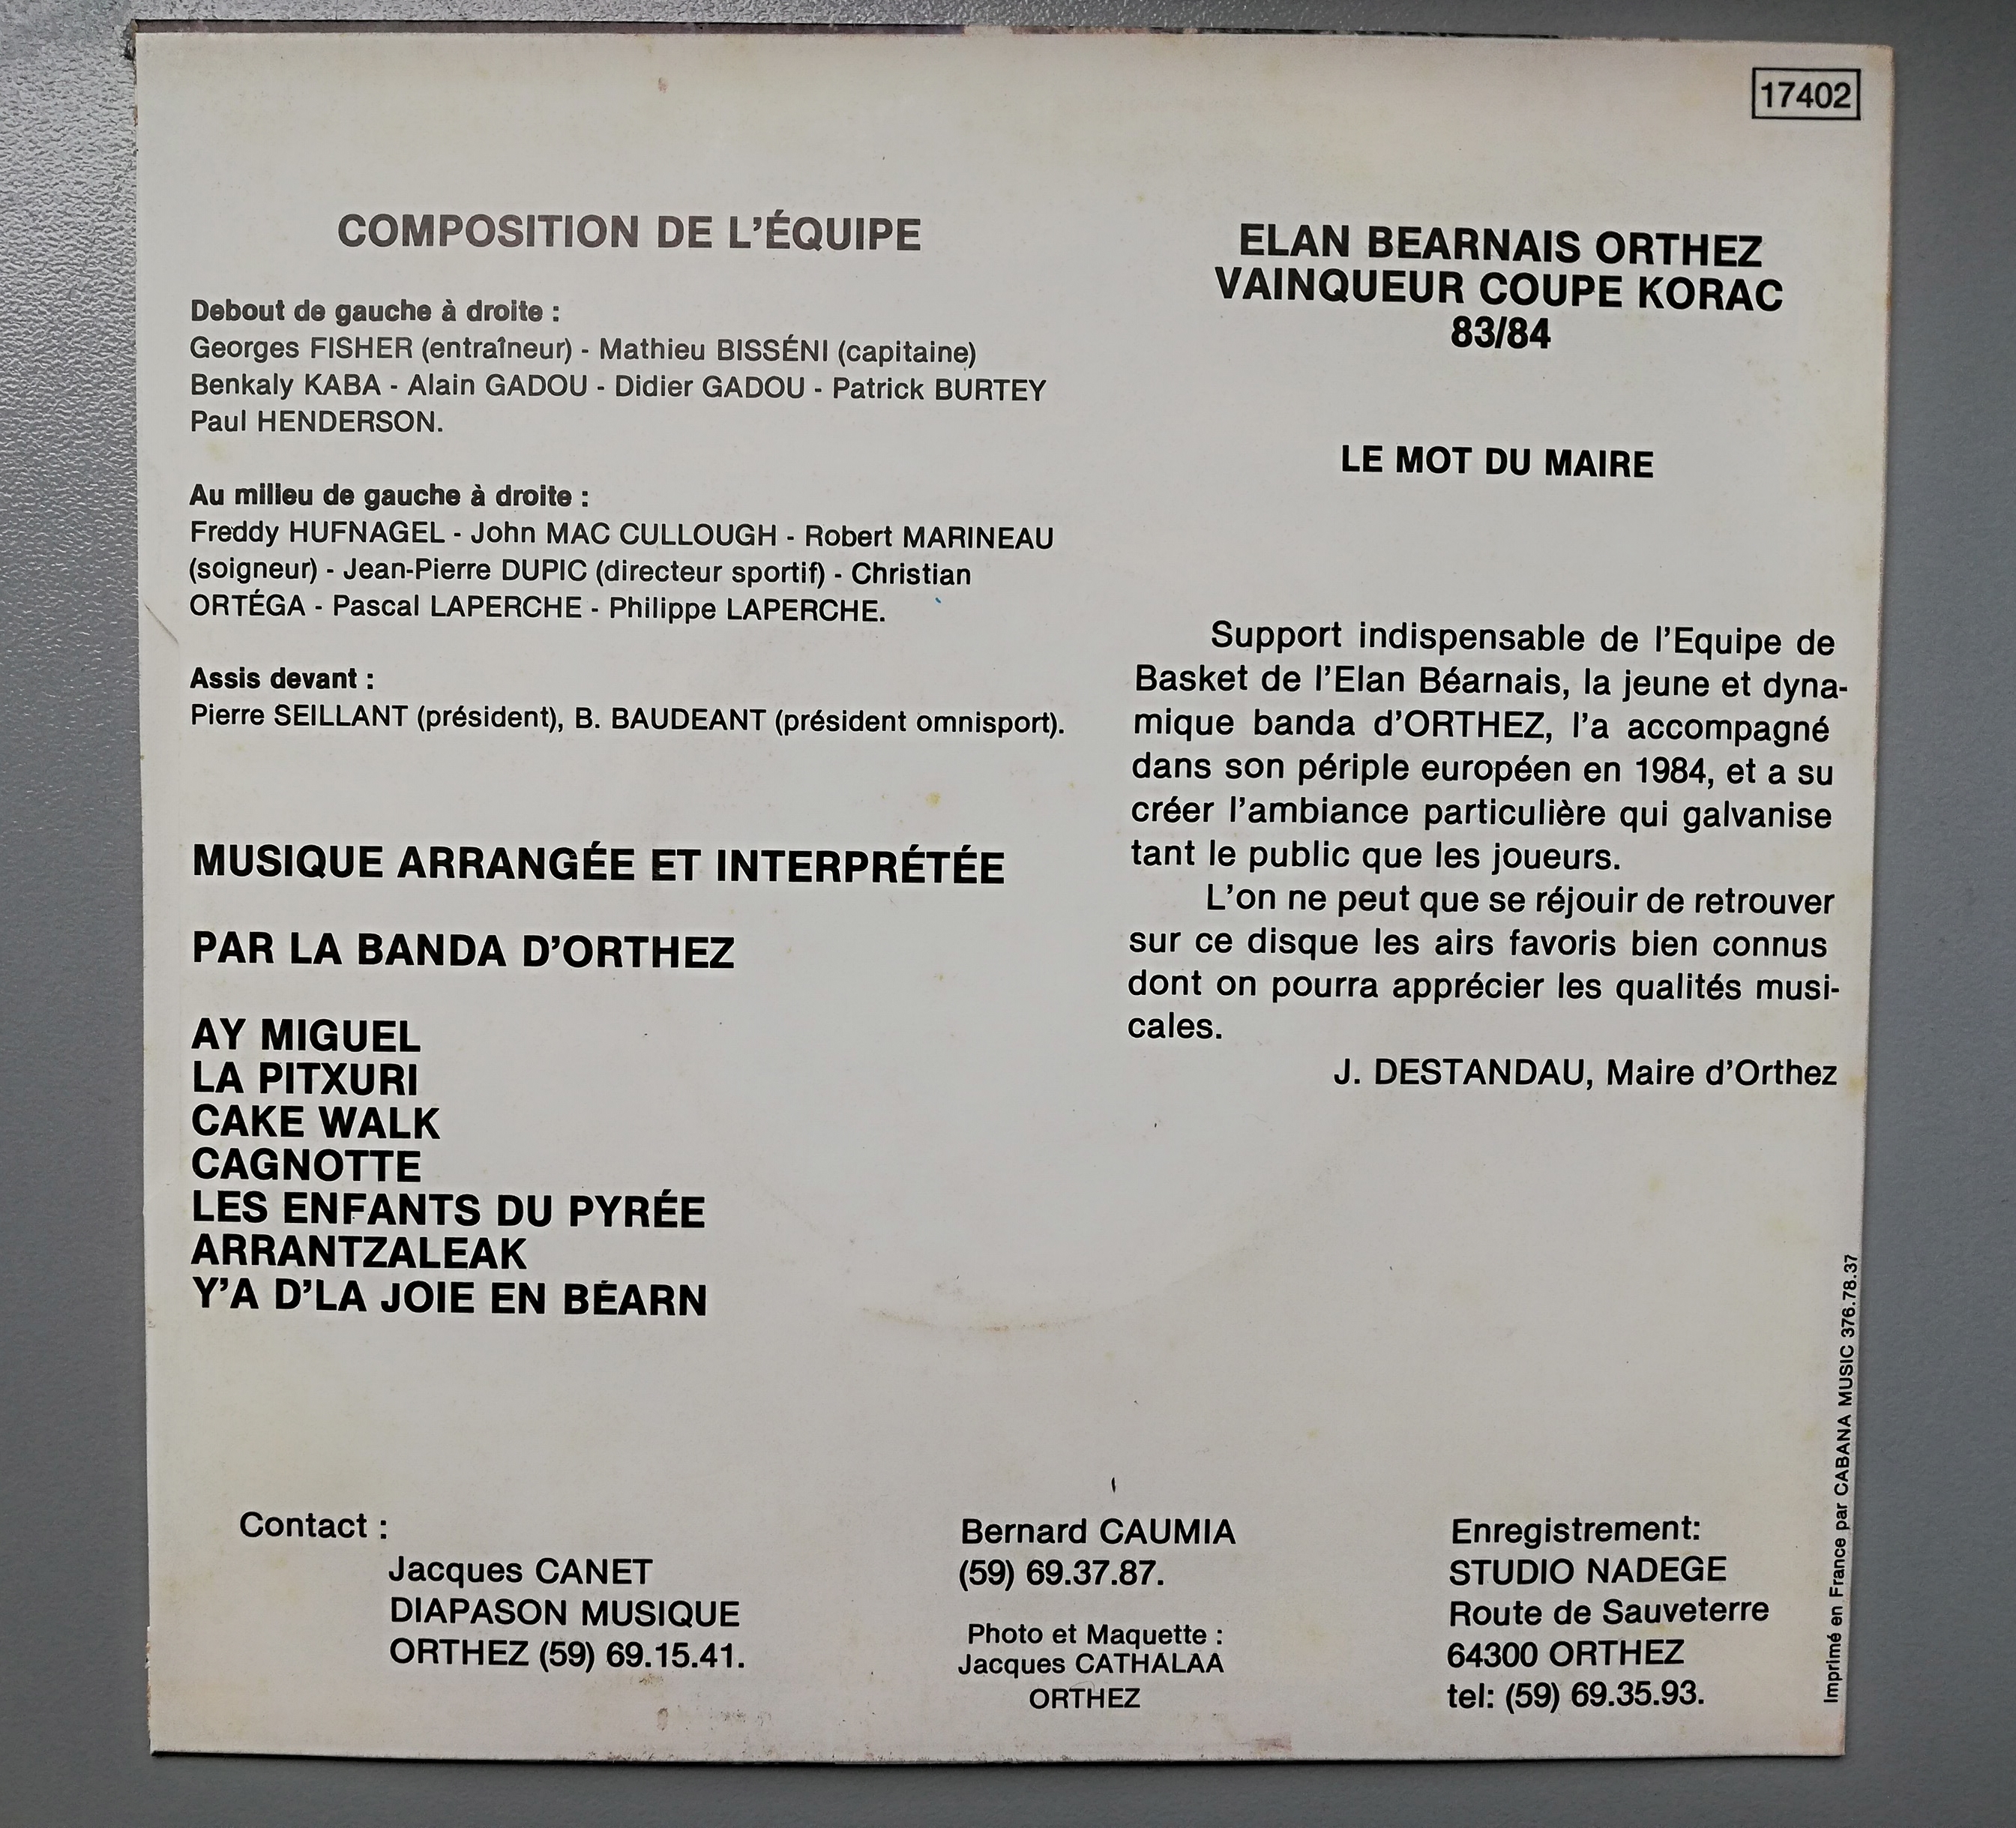 17402
COMPOSITION DE L'ÉQUIPE
Debout de gauche à droite :
Georges FISHER (entraîneur) - Mathieu BISSÉNI (capitaine)
Benkaly KABA - Alain GADOU - Didier GADOU - Patrick BURTEY
Paul HENDERSON.
Au milieu de gauche à droite :
Freddy HUFNAGEL - John MAC CULLOUGH - Robert MARINEAU
(soigneur) - Jean-Pierre DUPIC (directeur sportif) - Christian
ORTÉGA - Pascal LAPERCHE - Philippe LAPERCHE.
Assis devant :
Pierre SEILLANT (président), B. BAUDEANT (président omnisport).
MUSIQUE ARRANGÉE ET INTERPRÉTÉE
PAR LA BANDA D'ORTHEZ
AY MIGUEL
LA PITXURI
CAKE WALK
CAGNOTTE
LES ENFANTS DU PYRÉE
ARRANTZALEAK
Y'A D'LA JOIE EN BÉARN
ELAN BEARNAIS ORTHEZ
VAINQUEUR COUPE KORAC
83/84
LE MOT DU MAIRE
Support indispensable de l'Equipe de
Basket de l'Elan Béarnais, la jeune et dyna-
mique banda d'ORTHEZ, l'a accompagné
dans son périple européen en 1984, et a su
créer l'ambiance particulière qui galvanise
tant le public que les joueurs.
L'on ne peut que se réjouir de retrouver
sur ce disque les airs favoris bien connus
dont on pourra apprécier les qualités musi-
cales.
J. DESTANDAU, Maire d'Orthez
Contact :
Jacques CANET
DIAPASON MUSIQUE
ORTHEZ (59) 69.15.41.
Bernard CAUMIA
(59) 69.37.87.
Photo et Maquette :
Jacques CATHALAA
ORTHEZ
Enregistrement:
STUDIO NADEGE
Route de Sauveterre
64300 ORTHEZ
tel: (59) 69.35.93.
Imprimé en France par CABANA MUSIC 376.78.37